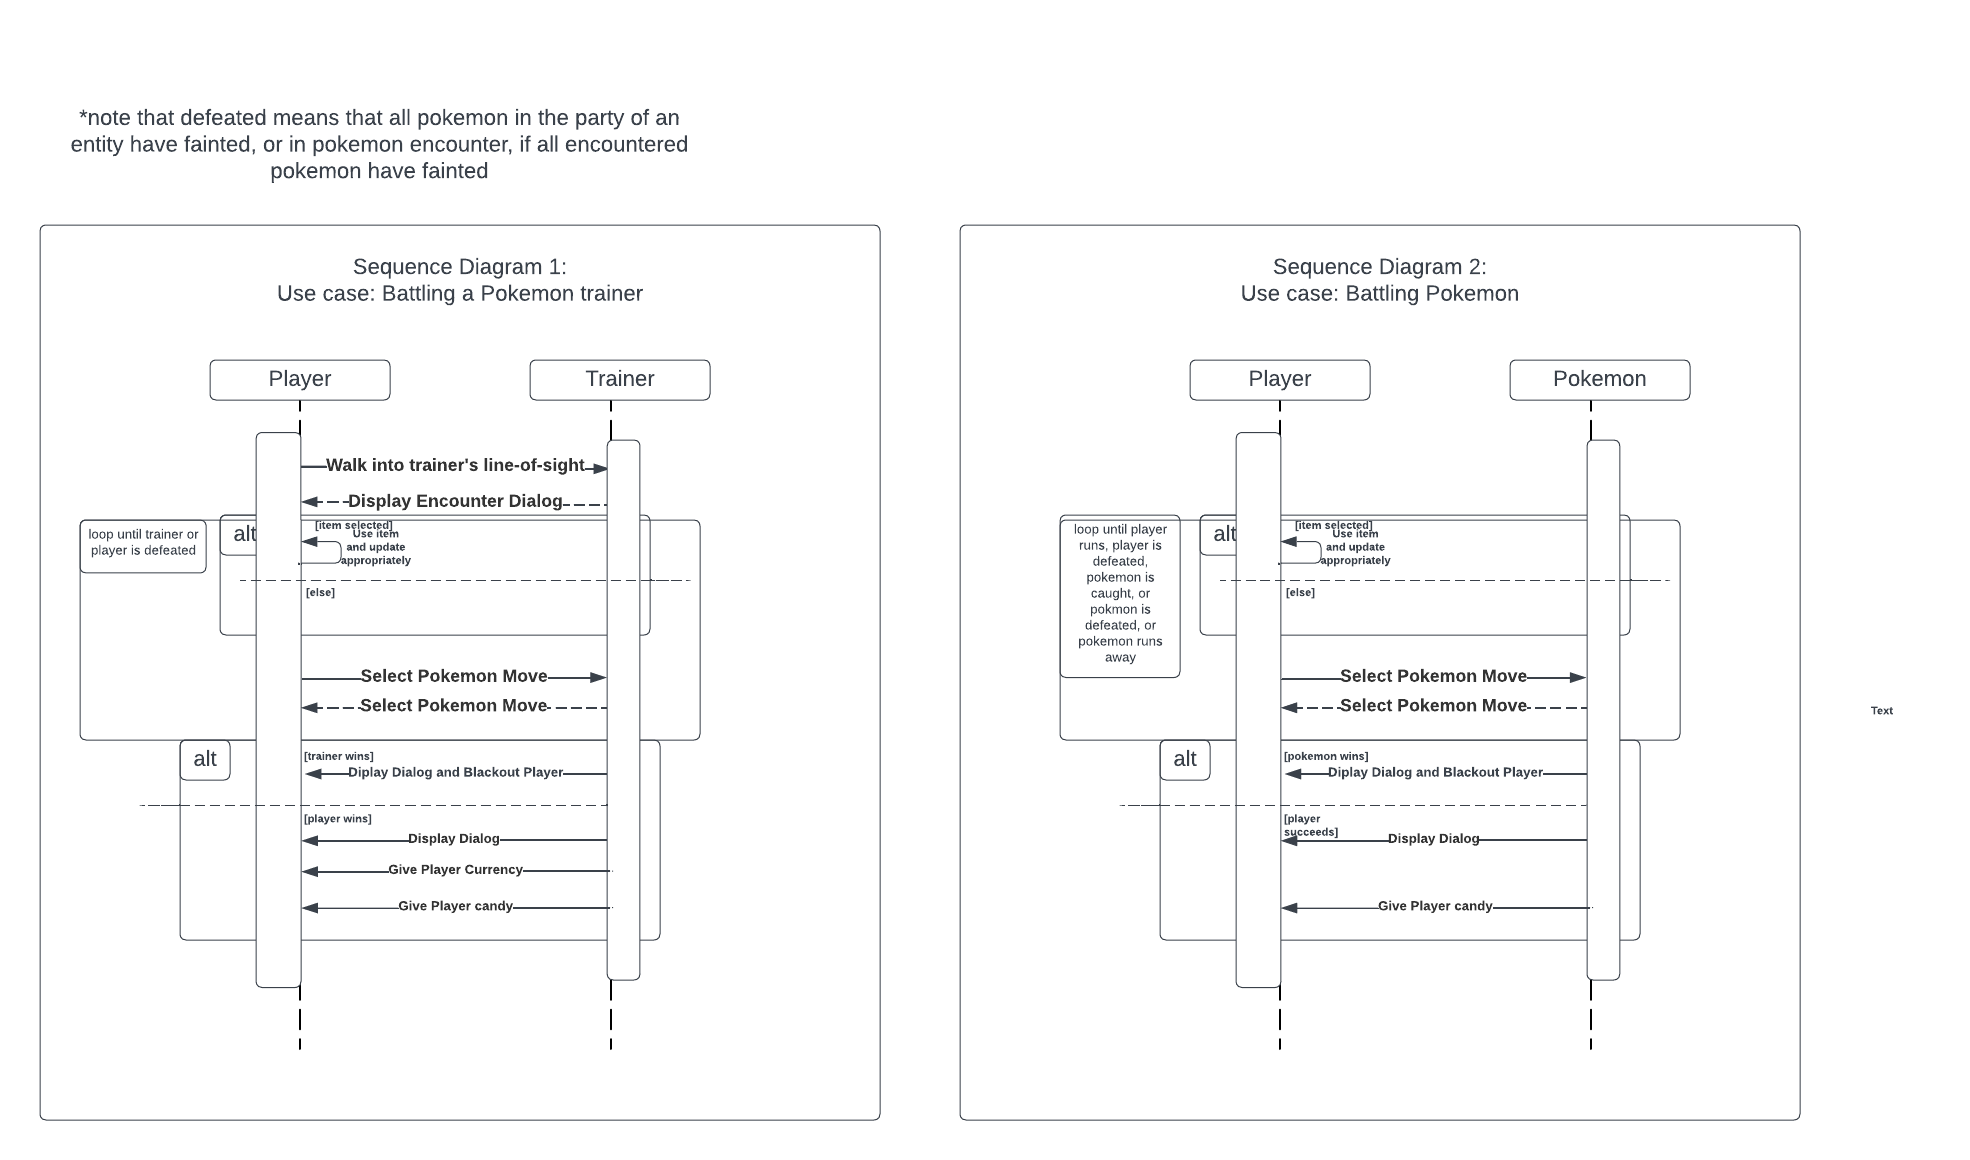 *note that defeated means that all pokemon in the party of an
entity have fainted, or in pokemon encounter, if all encountered
pokemon have fainted
Sequence Diagram 1:
Use case: Battling a Pokemon trainer
Player
Trainer
Walk into trainer's line-of-sight
Display Encounter Dialog
loop until trainer or
player is defeated
alt
[item selected]
Use item
and update
appropriately
[else]
Select Pokemon Move
Select Pokemon Move
alt
[trainer wins]
Diplay Dialog and Blackout Player
[player wins]
Display Dialog
Give Player Currency
Give Player candy
Sequence Diagram 2:
Use case: Battling Pokemon
Player
Pokemon
loop until player
runs, player is
defeated,
pokemon is
caught, or
pokmon is
defeated, or
pokemon runs
away
alt
[item selected]
Use item
and update
appropriately
[else]
Select Pokemon Move
Select Pokemon Move
alt
[pokemon wins]
Diplay Dialog and Blackout Player
[player
succeeds]
Display Dialog
Give Player candy
Text